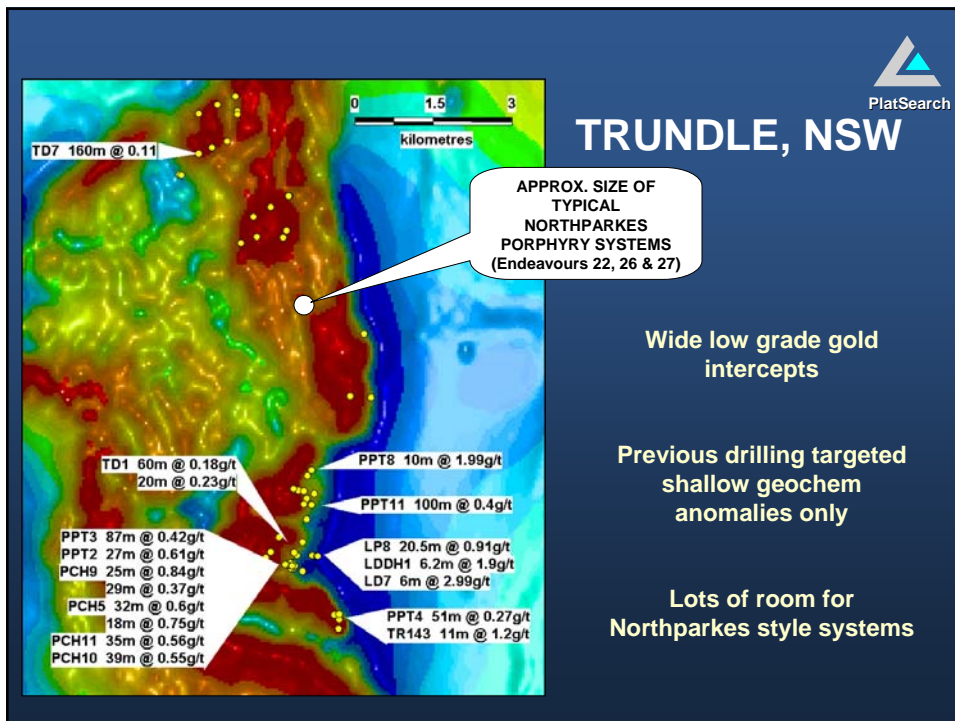 PlatSearch
TRUNDLE, NSW
0 1.5 3
kilometres
TD7 160m @ 0.11
APPROX. SIZE OF
TYPICAL
NORTHPARKES
PORPHYRY SYSTEMS
(Endeavours 22, 26 & 27)
Wide low grade gold
intercepts
Previous drilling targeted
shallow geochem
anomalies only
Lots of room for
Northparkes style systems
TD1 60m @ 0.18g/t
20m @ 0.23g/t
PPT8 10m @ 1.99g/t
PPT11 100m @ 0.4g/t
PPT3 87m @ 0.42g/t
PPT2 27m @ 0.61g/t
PCH9 25m @ 0.84g/t
29m @ 0.37g/t
PCH5 32m @ 0.6g/t
18m @ 0.75g/t
PCH11 35m @ 0.56g/t
PCH10 39m @ 0.55g/t
LP8 20.5m @ 0.91g/t
LDDH1 6.2m @ 1.9g/t
LD7 6m @ 2.99g/t
PPT4 51m @ 0.27g/t
TR143 11m @ 1.2g/t